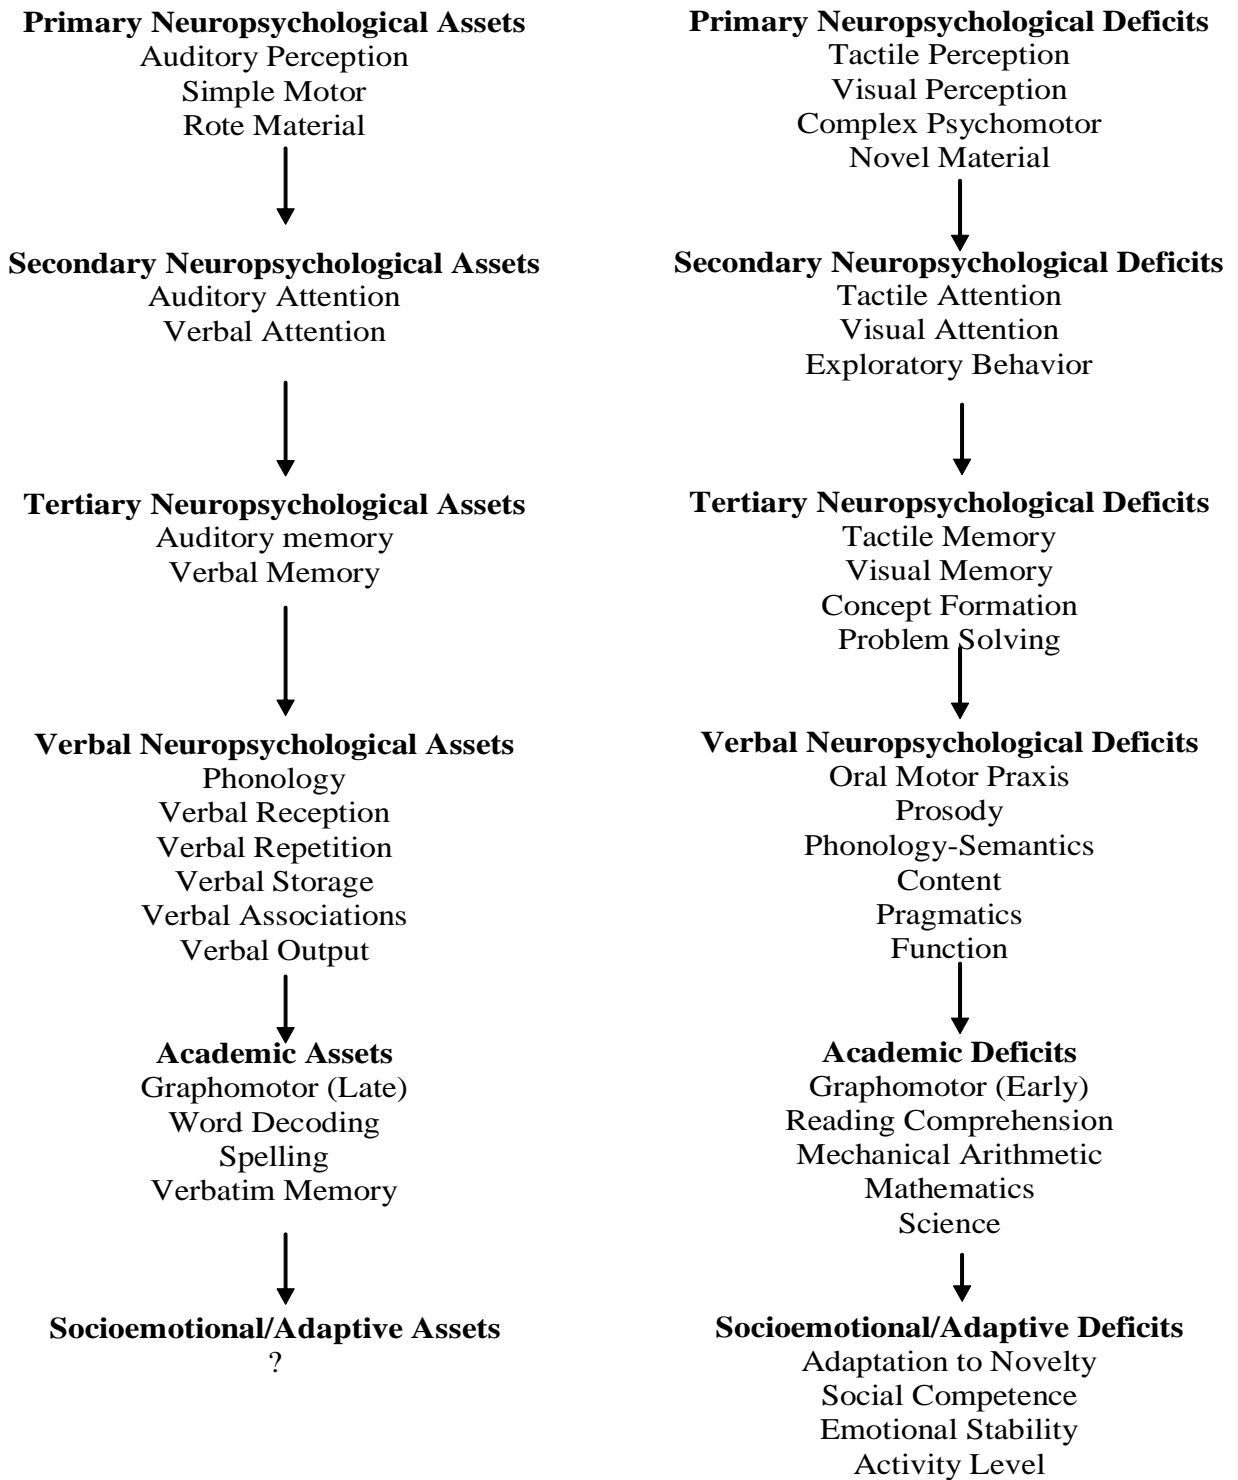 Primary Neuropsychological Assets
Auditory Perception
Simple Motor
Rote Material
Secondary Neuropsychological Assets
Auditory Attention
Verbal Attention
Tertiary Neuropsychological Assets
Auditory memory
Verbal Memory
Verbal Neuropsychological Assets
Phonology
Verbal Reception
Verbal Repetition
Verbal Storage
Verbal Associations
Verbal Output
Academic Assets
Graphomotor (Late)
Word Decoding
Spelling
Verbatim Memory
Socioemotional/Adaptive Assets
?
Primary Neuropsychological Deficits
Tactile Perception
Visual Perception
Complex Psychomotor
Novel Material
Secondary Neuropsychological Deficits
Tactile Attention
Visual Attention
Exploratory Behavior
Tertiary Neuropsychological Deficits
Tactile Memory
Visual Memory
Concept Formation
Problem Solving
Verbal Neuropsychological Deficits
Oral Motor Praxis
Prosody
Phonology-Semantics
Content
Pragmatics
Function
Academic Deficits
Graphomotor (Early)
Reading Comprehension
Mechanical Arithmetic
Mathematics
Science
Socioemotional/Adaptive Deficits
Adaptation to Novelty
Social Competence
Emotional Stability
Activity Level